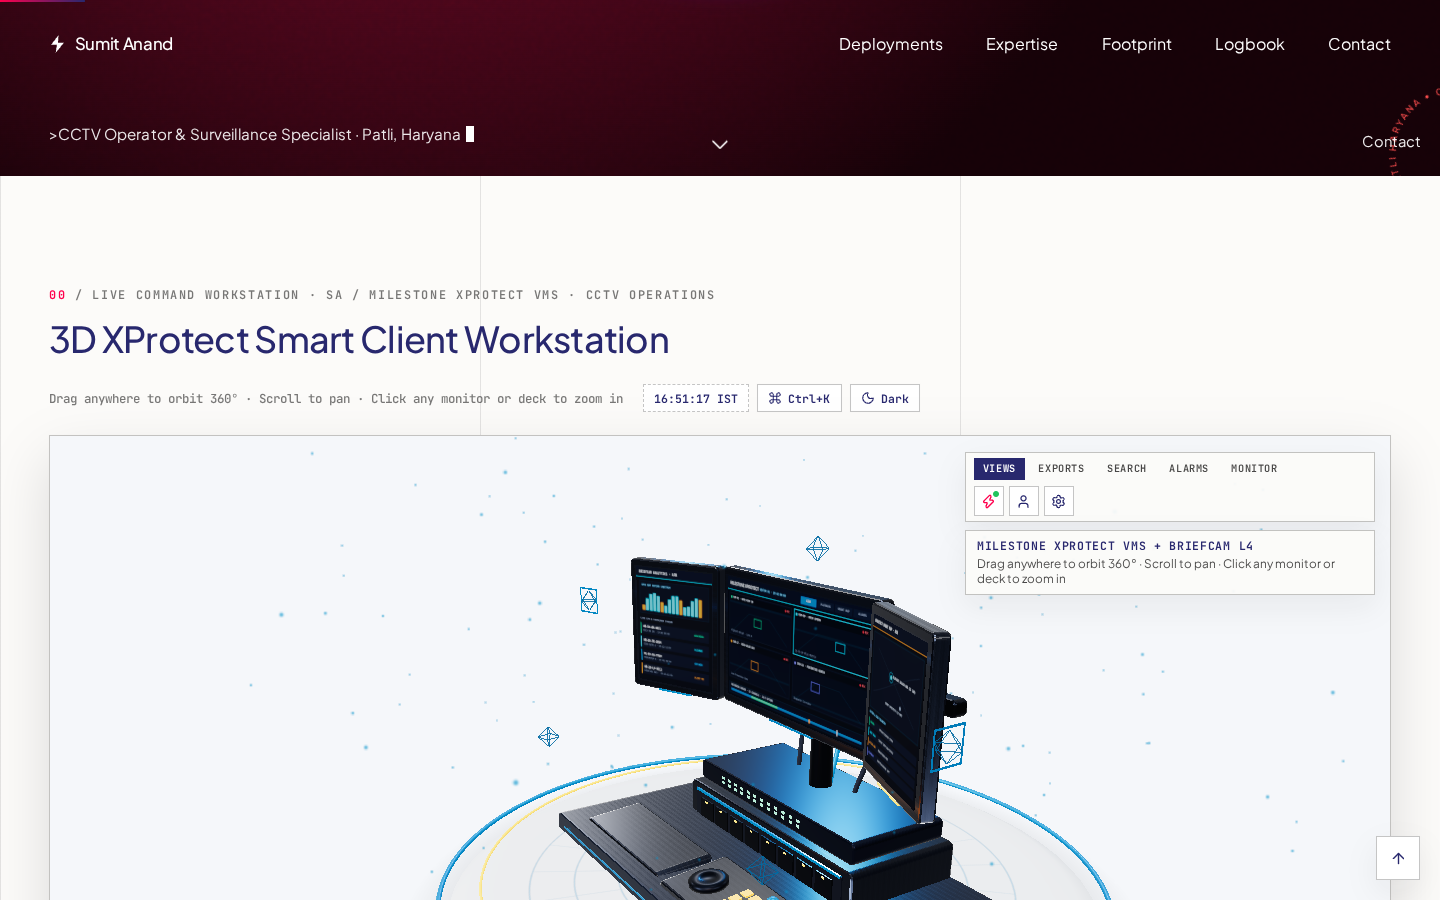 Sumit Anand
Deployments
Expertise
Footprint
Logbook
Contact
>CCTV Operator & Surveillance Specialist · Patli, Haryana
Contact
00 / LIVE COMMAND WORKSTATION · SA / MILESTONE XPROTECT VMS · CCTV OPERATIONS
3D XProtect Smart Client Workstation
Drag anywhere to orbit 360° · Scroll to pan · Click any monitor or deck to zoom in
16:51:17 IST
⌘ Ctrl+K
Dark
VIEWS
EXPORTS
SEARCH
ALARMS
MONITOR
MILESTONE XPROTECT VMS + BRIEFCAM L4
Drag anywhere to orbit 360° · Scroll to pan · Click any monitor or
deck to zoom in